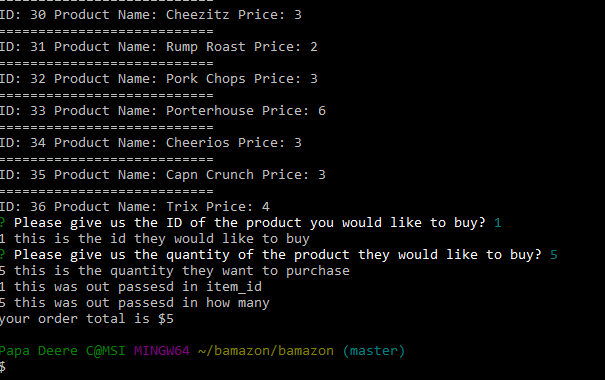 ID: 30 Product Name: Cheezitz Price: 3
===========================
ID: 31 Product Name: Rump Roast Price: 2
===========================
ID: 32 Product Name: Pork Chops Price: 3
===========================
ID: 33 Product Name: Porterhouse Price: 6
===========================
ID: 34 Product Name: Cheerios Price: 3
===========================
ID: 35 Product Name: Capn Crunch Price: 3
===========================
ID: 36 Product Name: Trix Price: 4
? Please give us the ID of the product you would like to buy? 1
1 this is the id they would like to buy
? Please give us the quantity of the product they would like to buy? 5
5 this is the quantity they want to purchase
1 this was out passesd in item_id
5 this was out passesd in how many
your order total is $5
Papa Deere C@MSI MINGW64 ~/bamazon/bamazon (master)
$